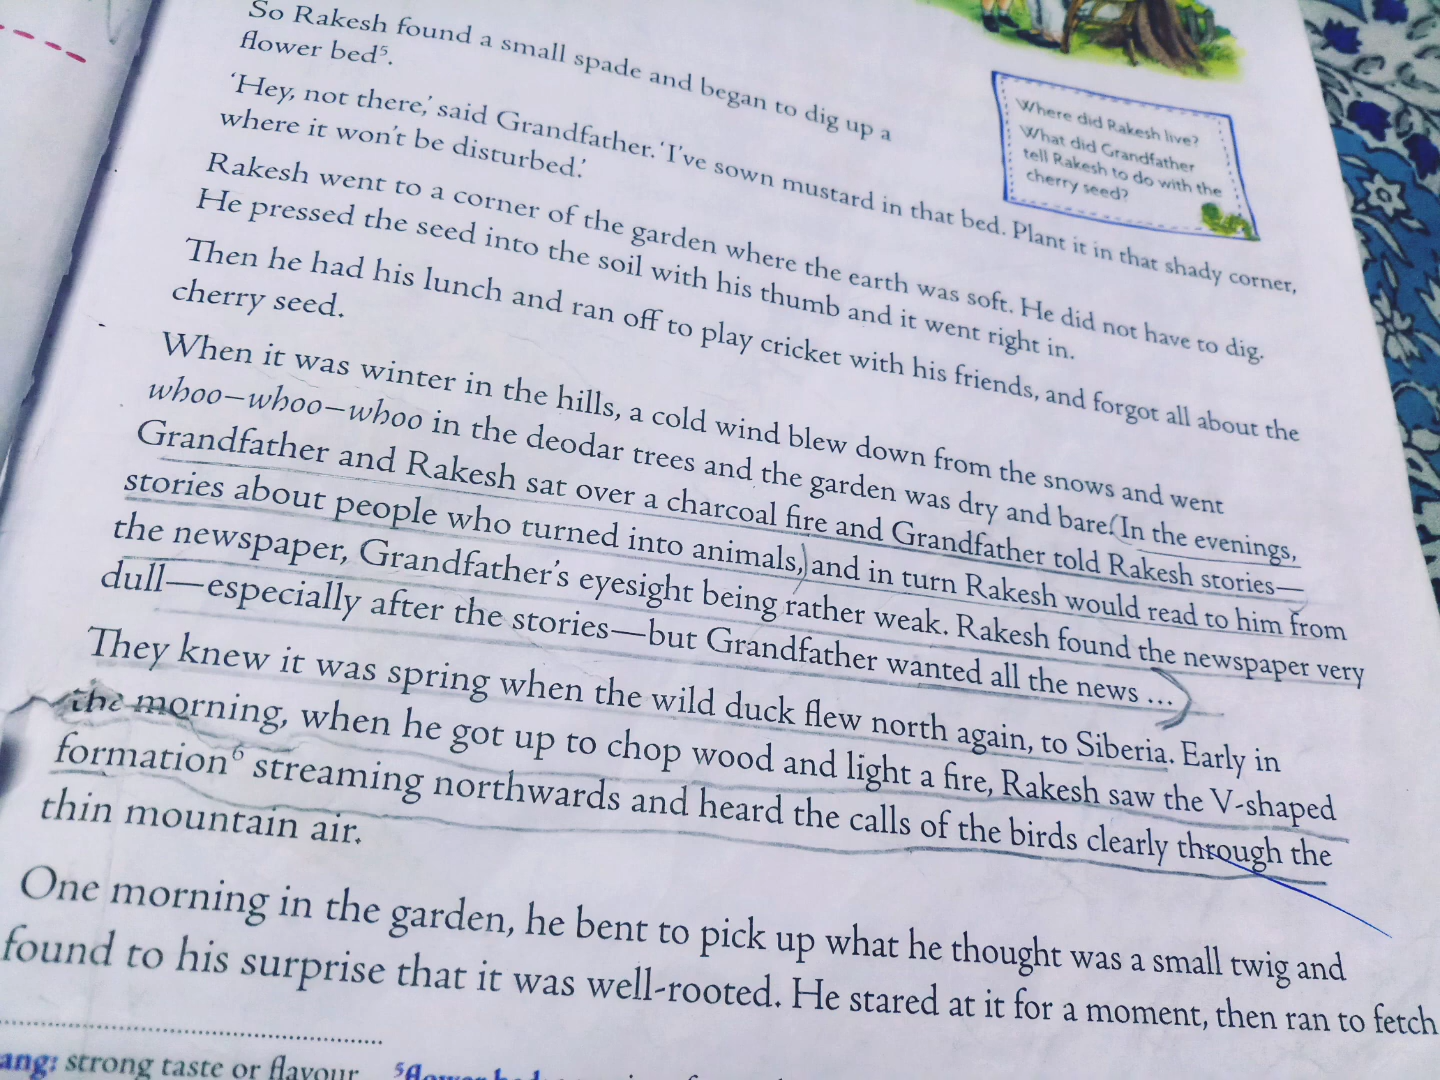 So Rakesh found a small spade and began to dig up a
flower bed⁵.
Where did Rakesh live?
What did Grandfather
tell Rakesh to do with the
cherry seed?
‘Hey, not there,’ said Grandfather. ‘I’ve sown mustard in that bed. Plant it in that shady corner,
where it won’t be disturbed.’
Rakesh went to a corner of the garden where the earth was soft. He did not have to dig.
He pressed the seed into the soil with his thumb and it went right in.
Then he had his lunch and ran off to play cricket with his friends, and forgot all about the
cherry seed.
When it was winter in the hills, a cold wind blew down from the snows and went
whoo–whoo–whoo in the deodar trees and the garden was dry and bare. In the evenings,
Grandfather and Rakesh sat over a charcoal fire and Grandfather told Rakesh stories—
stories about people who turned into animals, and in turn Rakesh would read to him from
the newspaper, Grandfather’s eyesight being rather weak. Rakesh found the newspaper very
dull—especially after the stories—but Grandfather wanted all the news ...
They knew it was spring when the wild duck flew north again, to Siberia. Early in
the morning, when he got up to chop wood and light a fire, Rakesh saw the V-shaped
formation⁶ streaming northwards and heard the calls of the birds clearly through the
thin mountain air.
One morning in the garden, he bent to pick up what he thought was a small twig and
found to his surprise that it was well-rooted. He stared at it for a moment, then ran to fetch
ang: strong taste or flavour ⁵flower bed: